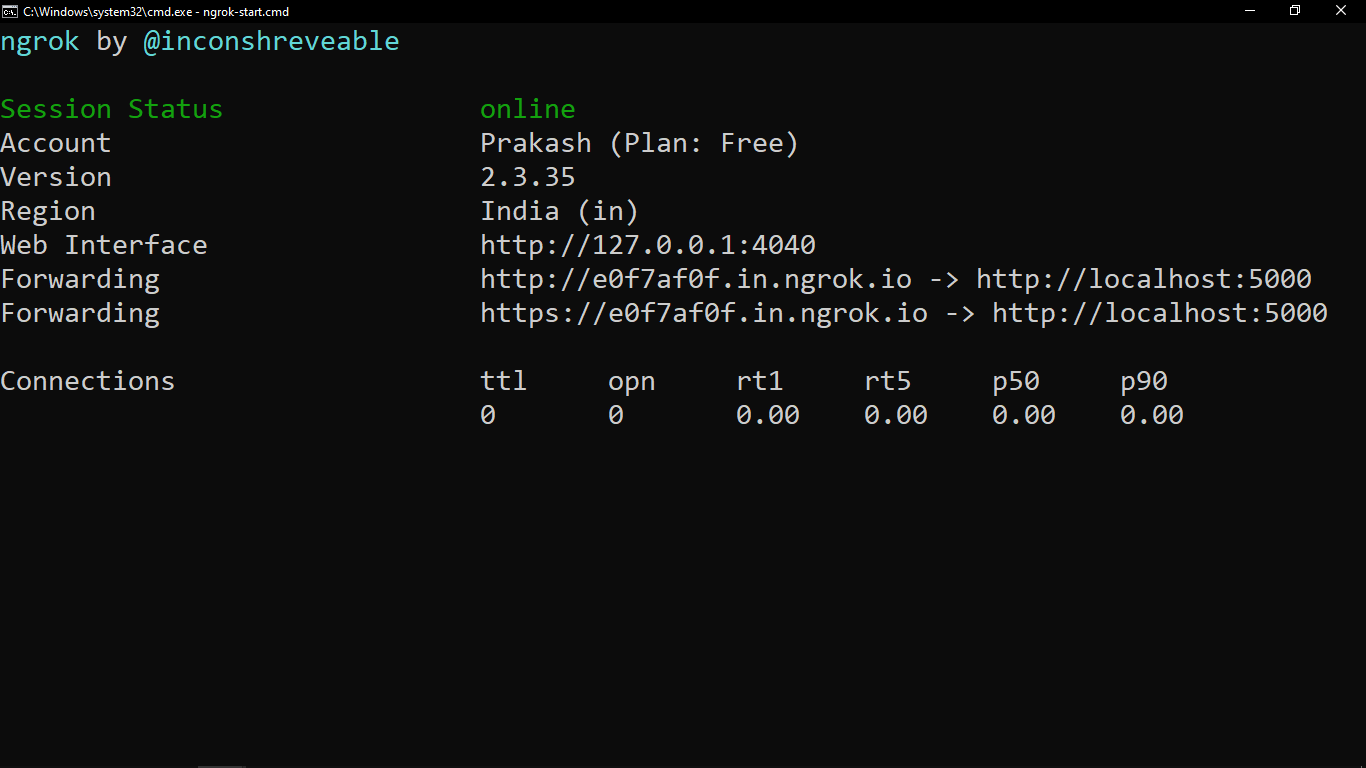 C:\Windows\system32\cmd.exe - ngrok-start.cmd
ngrok by @inconshreveable
Session Status online
Account Prakash (Plan: Free)
Version 2.3.35
Region India (in)
Web Interface http://127.0.0.1:4040
Forwarding http://e0f7af0f.in.ngrok.io -> http://localhost:5000
Forwarding https://e0f7af0f.in.ngrok.io -> http://localhost:5000
Connections ttl opn rt1 rt5 p50 p90
0 0 0.00 0.00 0.00 0.00